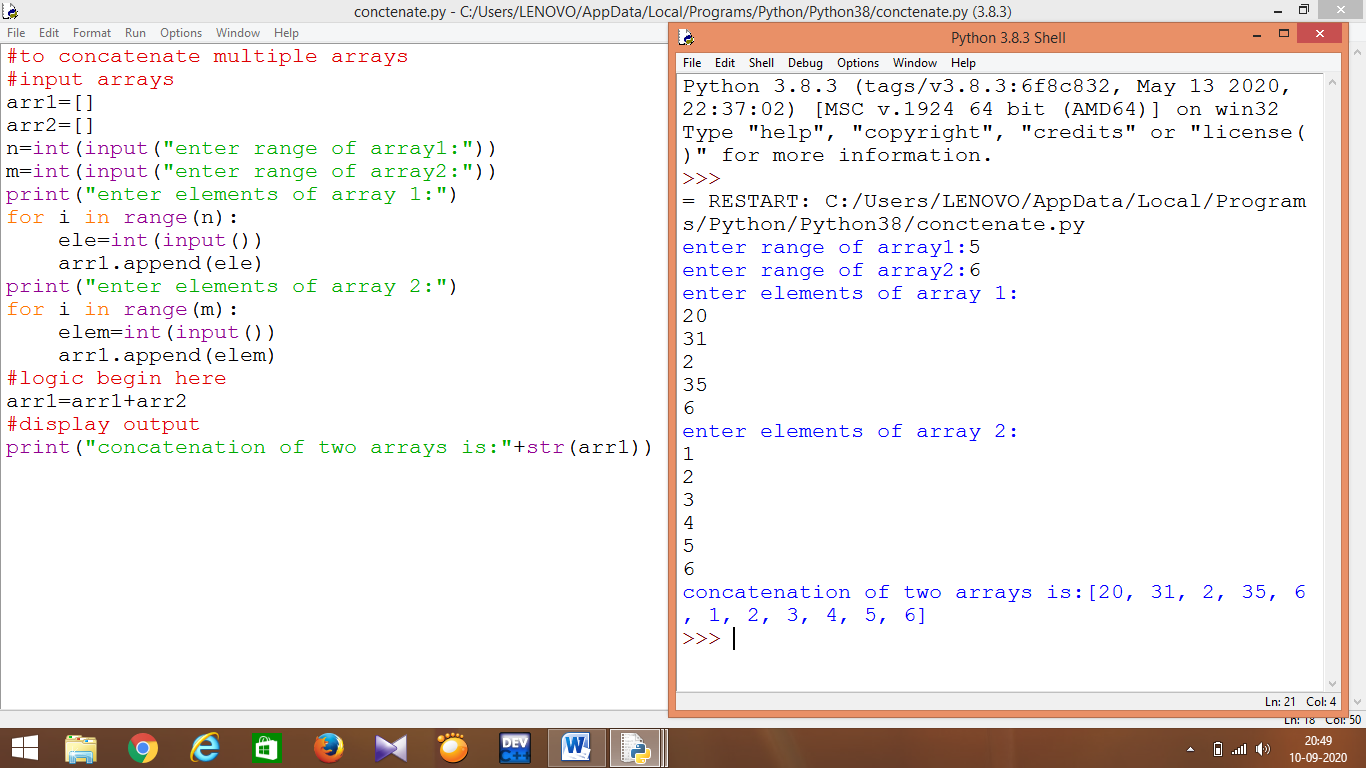 conctenate.py - C:/Users/LENOVO/AppData/Local/Programs/Python/Python38/conctenate.py (3.8.3)
File Edit Format Run Options Window Help
#to concatenate multiple arrays
#input arrays
arr1=[]
arr2=[]
n=int(input("enter range of array1:"))
m=int(input("enter range of array2:"))
print("enter elements of array 1:")
for i in range(n):
    ele=int(input())
    arr1.append(ele)
print("enter elements of array 2:")
for i in range(m):
    elem=int(input())
    arr1.append(elem)
#logic begin here
arr1=arr1+arr2
#display output
print("concatenation of two arrays is:"+str(arr1))
Python 3.8.3 Shell
File Edit Shell Debug Options Window Help
Python 3.8.3 (tags/v3.8.3:6f8c832, May 13 2020,
22:37:02) [MSC v.1924 64 bit (AMD64)] on win32
Type "help", "copyright", "credits" or "license(
)" for more information.
>>>
= RESTART: C:/Users/LENOVO/AppData/Local/Program
s/Python/Python38/conctenate.py
enter range of array1:5
enter range of array2:6
enter elements of array 1:
20
31
2
35
6
enter elements of array 2:
1
2
3
4
5
6
concatenation of two arrays is:[20, 31, 2, 35, 6
, 1, 2, 3, 4, 5, 6]
>>>
Ln: 21 Col: 4
Ln: 18 Col: 50
DEV
C++
W
20:49
10-09-2020